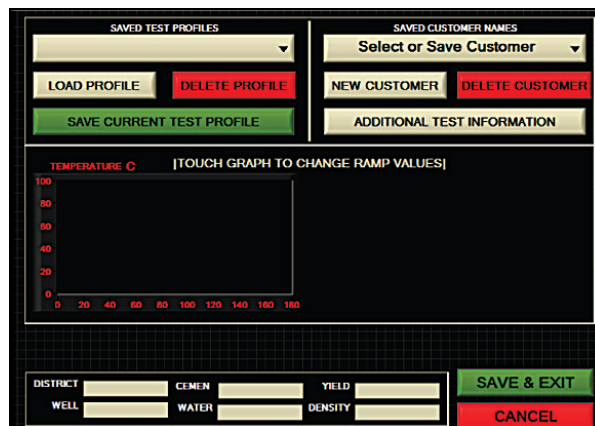 SAVED TEST PROFILES
SAVED CUSTOMER NAMES
Select or Save Customer
LOAD PROFILE
DELETE PROFILE
NEW CUSTOMER
DELETE CUSTOMER
SAVE CURRENT TEST PROFILE
ADDITIONAL TEST INFORMATION
TEMPERATURE C
|TOUCH GRAPH TO CHANGE RAMP VALUES|
100
80
60
40
20
0
0 20 40 60 80 100 120 140 160 180
DISTRICT
CEMEN
YIELD
SAVE & EXIT
WELL
WATER
DENSITY
CANCEL